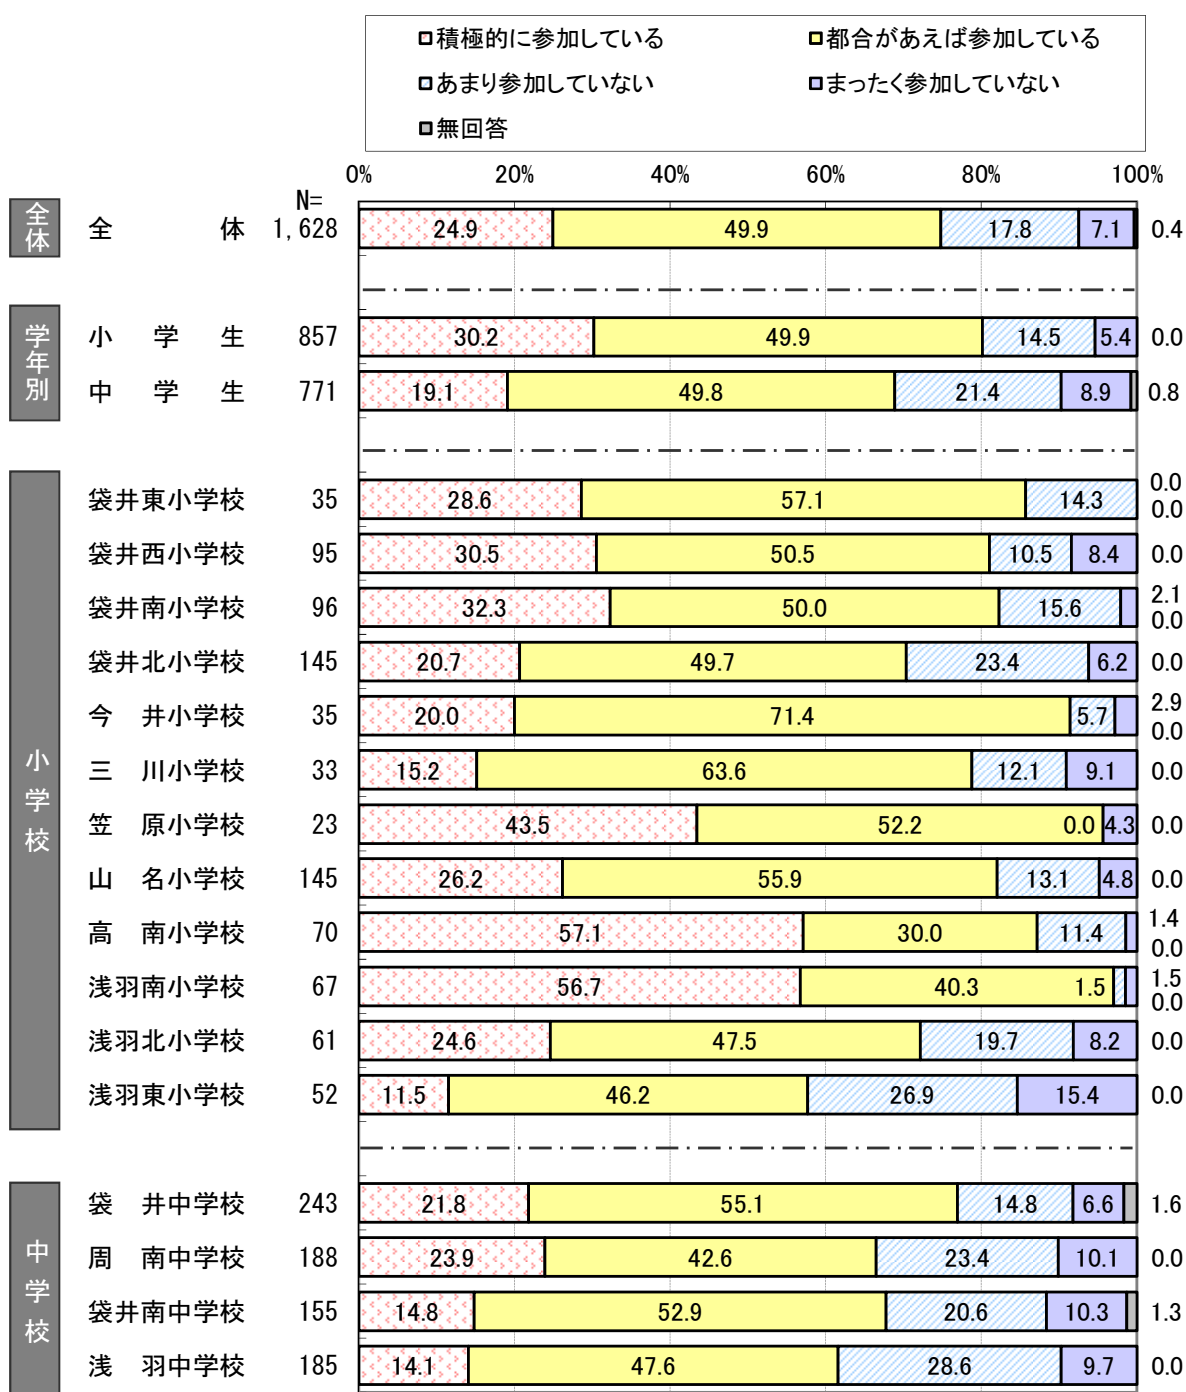 積極的に参加している 都合があえば参加している
あまり参加していない まったく参加していない
無回答
0% 20% 40% 60% 80% 100%
N=
全体 全体 1,628 24.9 49.9 17.8 7.1 0.4
学年別
小学生 857 30.2 49.9 14.5 5.4 0.0
中学生 771 19.1 49.8 21.4 8.9 0.8
小学校
袋井東小学校 35 28.6 57.1 14.3 0.0 0.0
袋井西小学校 95 30.5 50.5 10.5 8.4 0.0
袋井南小学校 96 32.3 50.0 15.6 2.1 0.0
袋井北小学校 145 20.7 49.7 23.4 6.2 0.0
今井小学校 35 20.0 71.4 5.7 2.9 0.0
三川小学校 33 15.2 63.6 12.1 9.1 0.0
笠原小学校 23 43.5 52.2 0.0 4.3 0.0
山名小学校 145 26.2 55.9 13.1 4.8 0.0
高南小学校 70 57.1 30.0 11.4 1.4 0.0
浅羽南小学校 67 56.7 40.3 1.5 1.5 0.0
浅羽北小学校 61 24.6 47.5 19.7 8.2 0.0
浅羽東小学校 52 11.5 46.2 26.9 15.4 0.0
中学校
袋井中学校 243 21.8 55.1 14.8 6.6 1.6
周南中学校 188 23.9 42.6 23.4 10.1 0.0
袋井南中学校 155 14.8 52.9 20.6 10.3 1.3
浅羽中学校 185 14.1 47.6 28.6 9.7 0.0